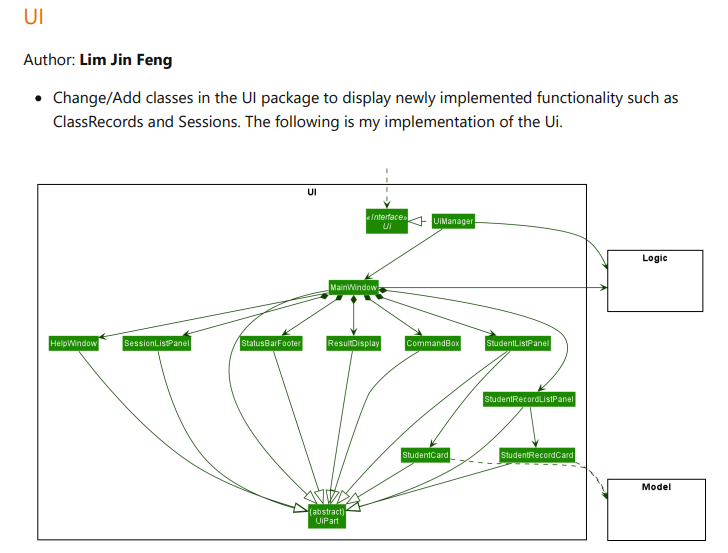 UI
Author: Lim Jin Feng
• Change/Add classes in the UI package to display newly implemented functionality such as
ClassRecords and Sessions. The following is my implementation of the Ui.
UI
«Interface»
Ui
UiManager
Logic
MainWindow
HelpWindow
SessionListPanel
StatusBarFooter
ResultDisplay
CommandBox
StudentListPanel
StudentRecordListPanel
StudentCard
StudentRecordCard
Model
{abstract}
UiPart